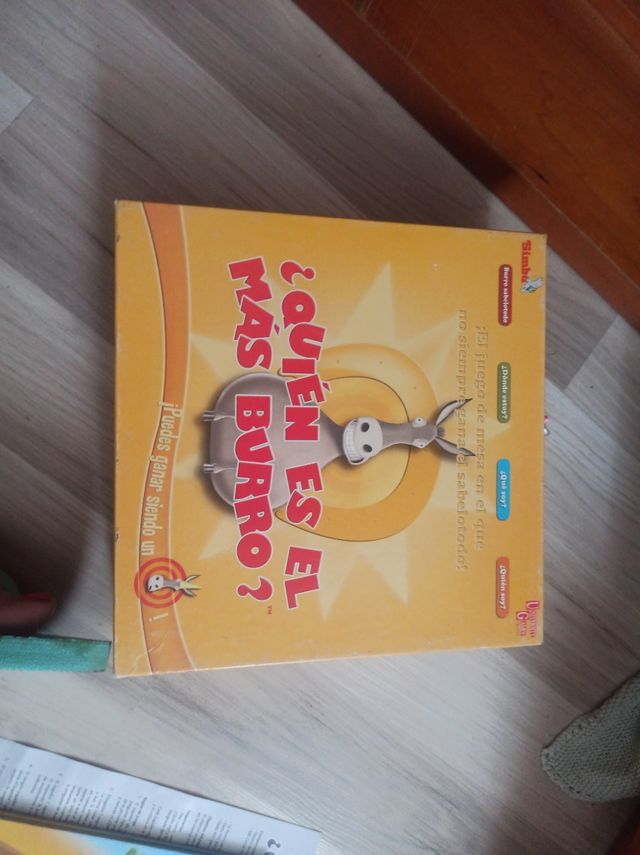 Simba
Burro sabelotodo
¿Dónde estoy?
¿Qué soy?
¿Quién soy?
¡El juego de mesa en el que
no siempre gana el sabelotodo!
¿QUIÉN ES EL
MÁS BURRO?
TM
¡Puedes ganar siendo un
!